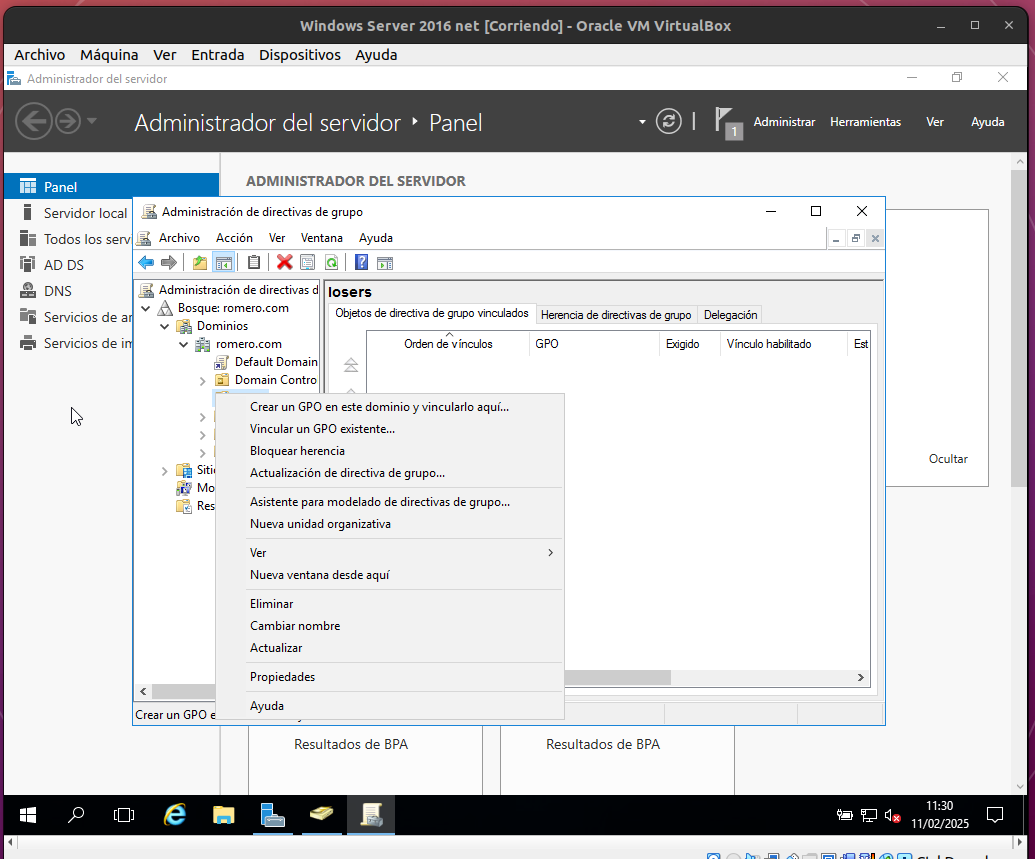 Windows Server 2016 net [Corriendo] - Oracle VM VirtualBox
Archivo Máquina Ver Entrada Dispositivos Ayuda
Administrador del servidor
Administrador del servidor ‣ Panel
1
Administrar Herramientas Ver Ayuda
Panel
Servidor local
Todos los serv
AD DS
DNS
Servicios de ar
Servicios de im
ADMINISTRADOR DEL SERVIDOR
Administración de directivas de grupo
Archivo Acción Ver Ventana Ayuda
Administración de directivas d
Bosque: romero.com
Dominios
romero.com
Default Domain
Domain Contro
Siti
Mo
Res
losers
Objetos de directiva de grupo vinculados Herencia de directivas de grupo Delegación
Orden de vínculos GPO Exigido Vínculo habilitado Est
Crear un GPO en este dominio y vincularlo aquí...
Vincular un GPO existente...
Bloquear herencia
Actualización de directiva de grupo...
Asistente para modelado de directivas de grupo...
Nueva unidad organizativa
Ver
Nueva ventana desde aquí
Eliminar
Cambiar nombre
Actualizar
Propiedades
Ayuda
Crear un GPO e
Ocultar
Resultados de BPA Resultados de BPA
11:30
11/02/2025